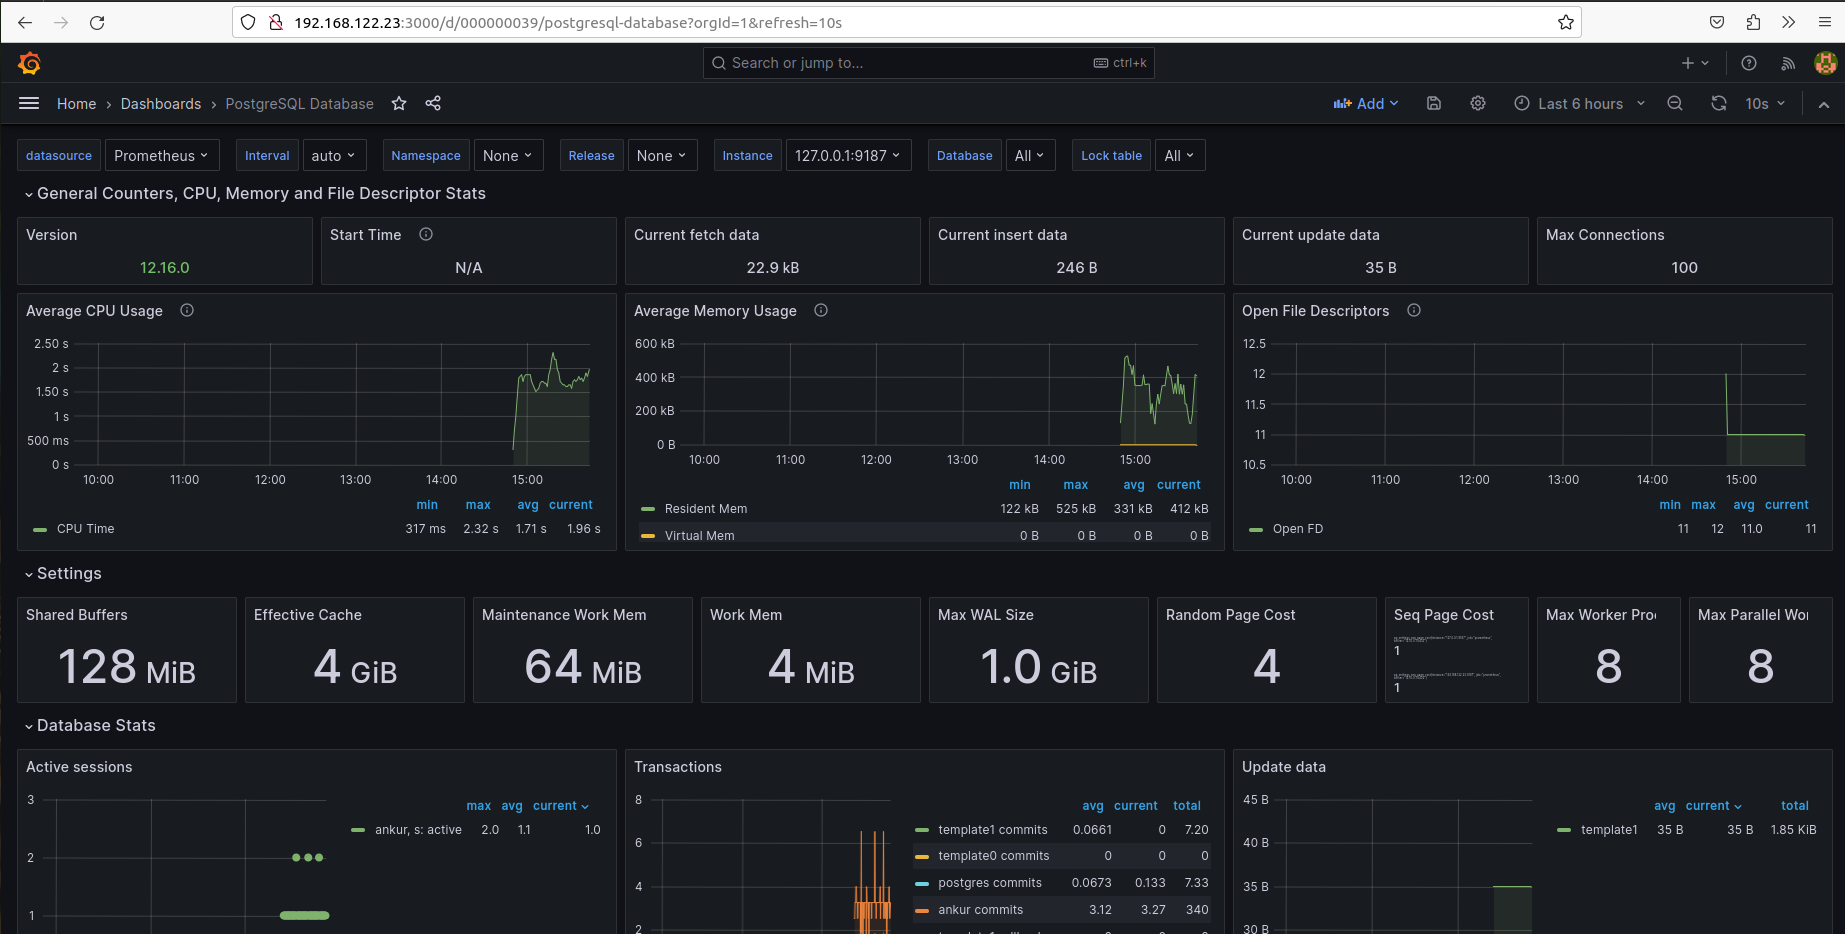 192.168.122.23:3000/d/000000039/postgresql-database?orgId=1&refresh=10s
Search or jump to... ctrl+k
Home › Dashboards › PostgreSQL Database
Add Last 6 hours 10s
datasource Prometheus Interval auto Namespace None Release None Instance 127.0.0.1:9187 Database All Lock table All
General Counters, CPU, Memory and File Descriptor Stats
Version
12.16.0
Start Time
N/A
Current fetch data
22.9 kB
Current insert data
246 B
Current update data
35 B
Max Connections
100
Average CPU Usage
2.50 s
2 s
1.50 s
1 s
500 ms
0 s
10:00 11:00 12:00 13:00 14:00 15:00
min max avg current
CPU Time 317 ms 2.32 s 1.71 s 1.96 s
Average Memory Usage
600 kB
400 kB
200 kB
0 B
10:00 11:00 12:00 13:00 14:00 15:00
min max avg current
Resident Mem 122 kB 525 kB 331 kB 412 kB
Virtual Mem 0 B 0 B 0 B 0 B
Open File Descriptors
12.5
12
11.5
11
10.5
10:00 11:00 12:00 13:00 14:00 15:00
min max avg current
Open FD 11 12 11.0 11
Settings
Shared Buffers
128 MiB
Effective Cache
4 GiB
Maintenance Work Mem
64 MiB
Work Mem
4 MiB
Max WAL Size
1.0 GiB
Random Page Cost
4
Seq Page Cost
1
1
Max Worker Pro
8
Max Parallel Wo
8
Database Stats
Active sessions
3
2
1
max avg current
ankur, s: active 2.0 1.1 1.0
Transactions
8
6
4
2
avg current total
template1 commits 0.0661 0 7.20
template0 commits 0 0 0
postgres commits 0.0673 0.133 7.33
ankur commits 3.12 3.27 340
Update data
45 B
40 B
35 B
30 B
avg current total
template1 35 B 35 B 1.85 KiB